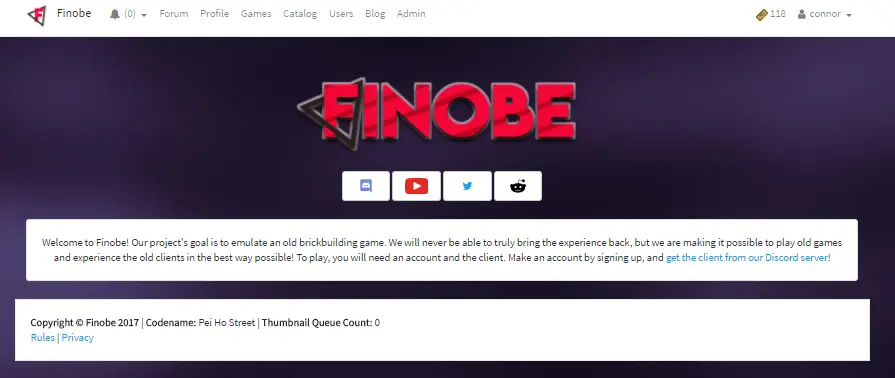 Finobe (0) Forum Profile Games Catalog Users Blog Admin 118 connor
FINOBE
Welcome to Finobe! Our project's goal is to emulate an old brickbuilding game. We will never be able to truly bring the experience back, but we are making it possible to play old games
and experience the old clients in the best way possible! To play, you will need an account and the client. Make an account by signing up, and get the client from our Discord server!
Copyright © Finobe 2017 | Codename: Pei Ho Street | Thumbnail Queue Count: 0
Rules | Privacy